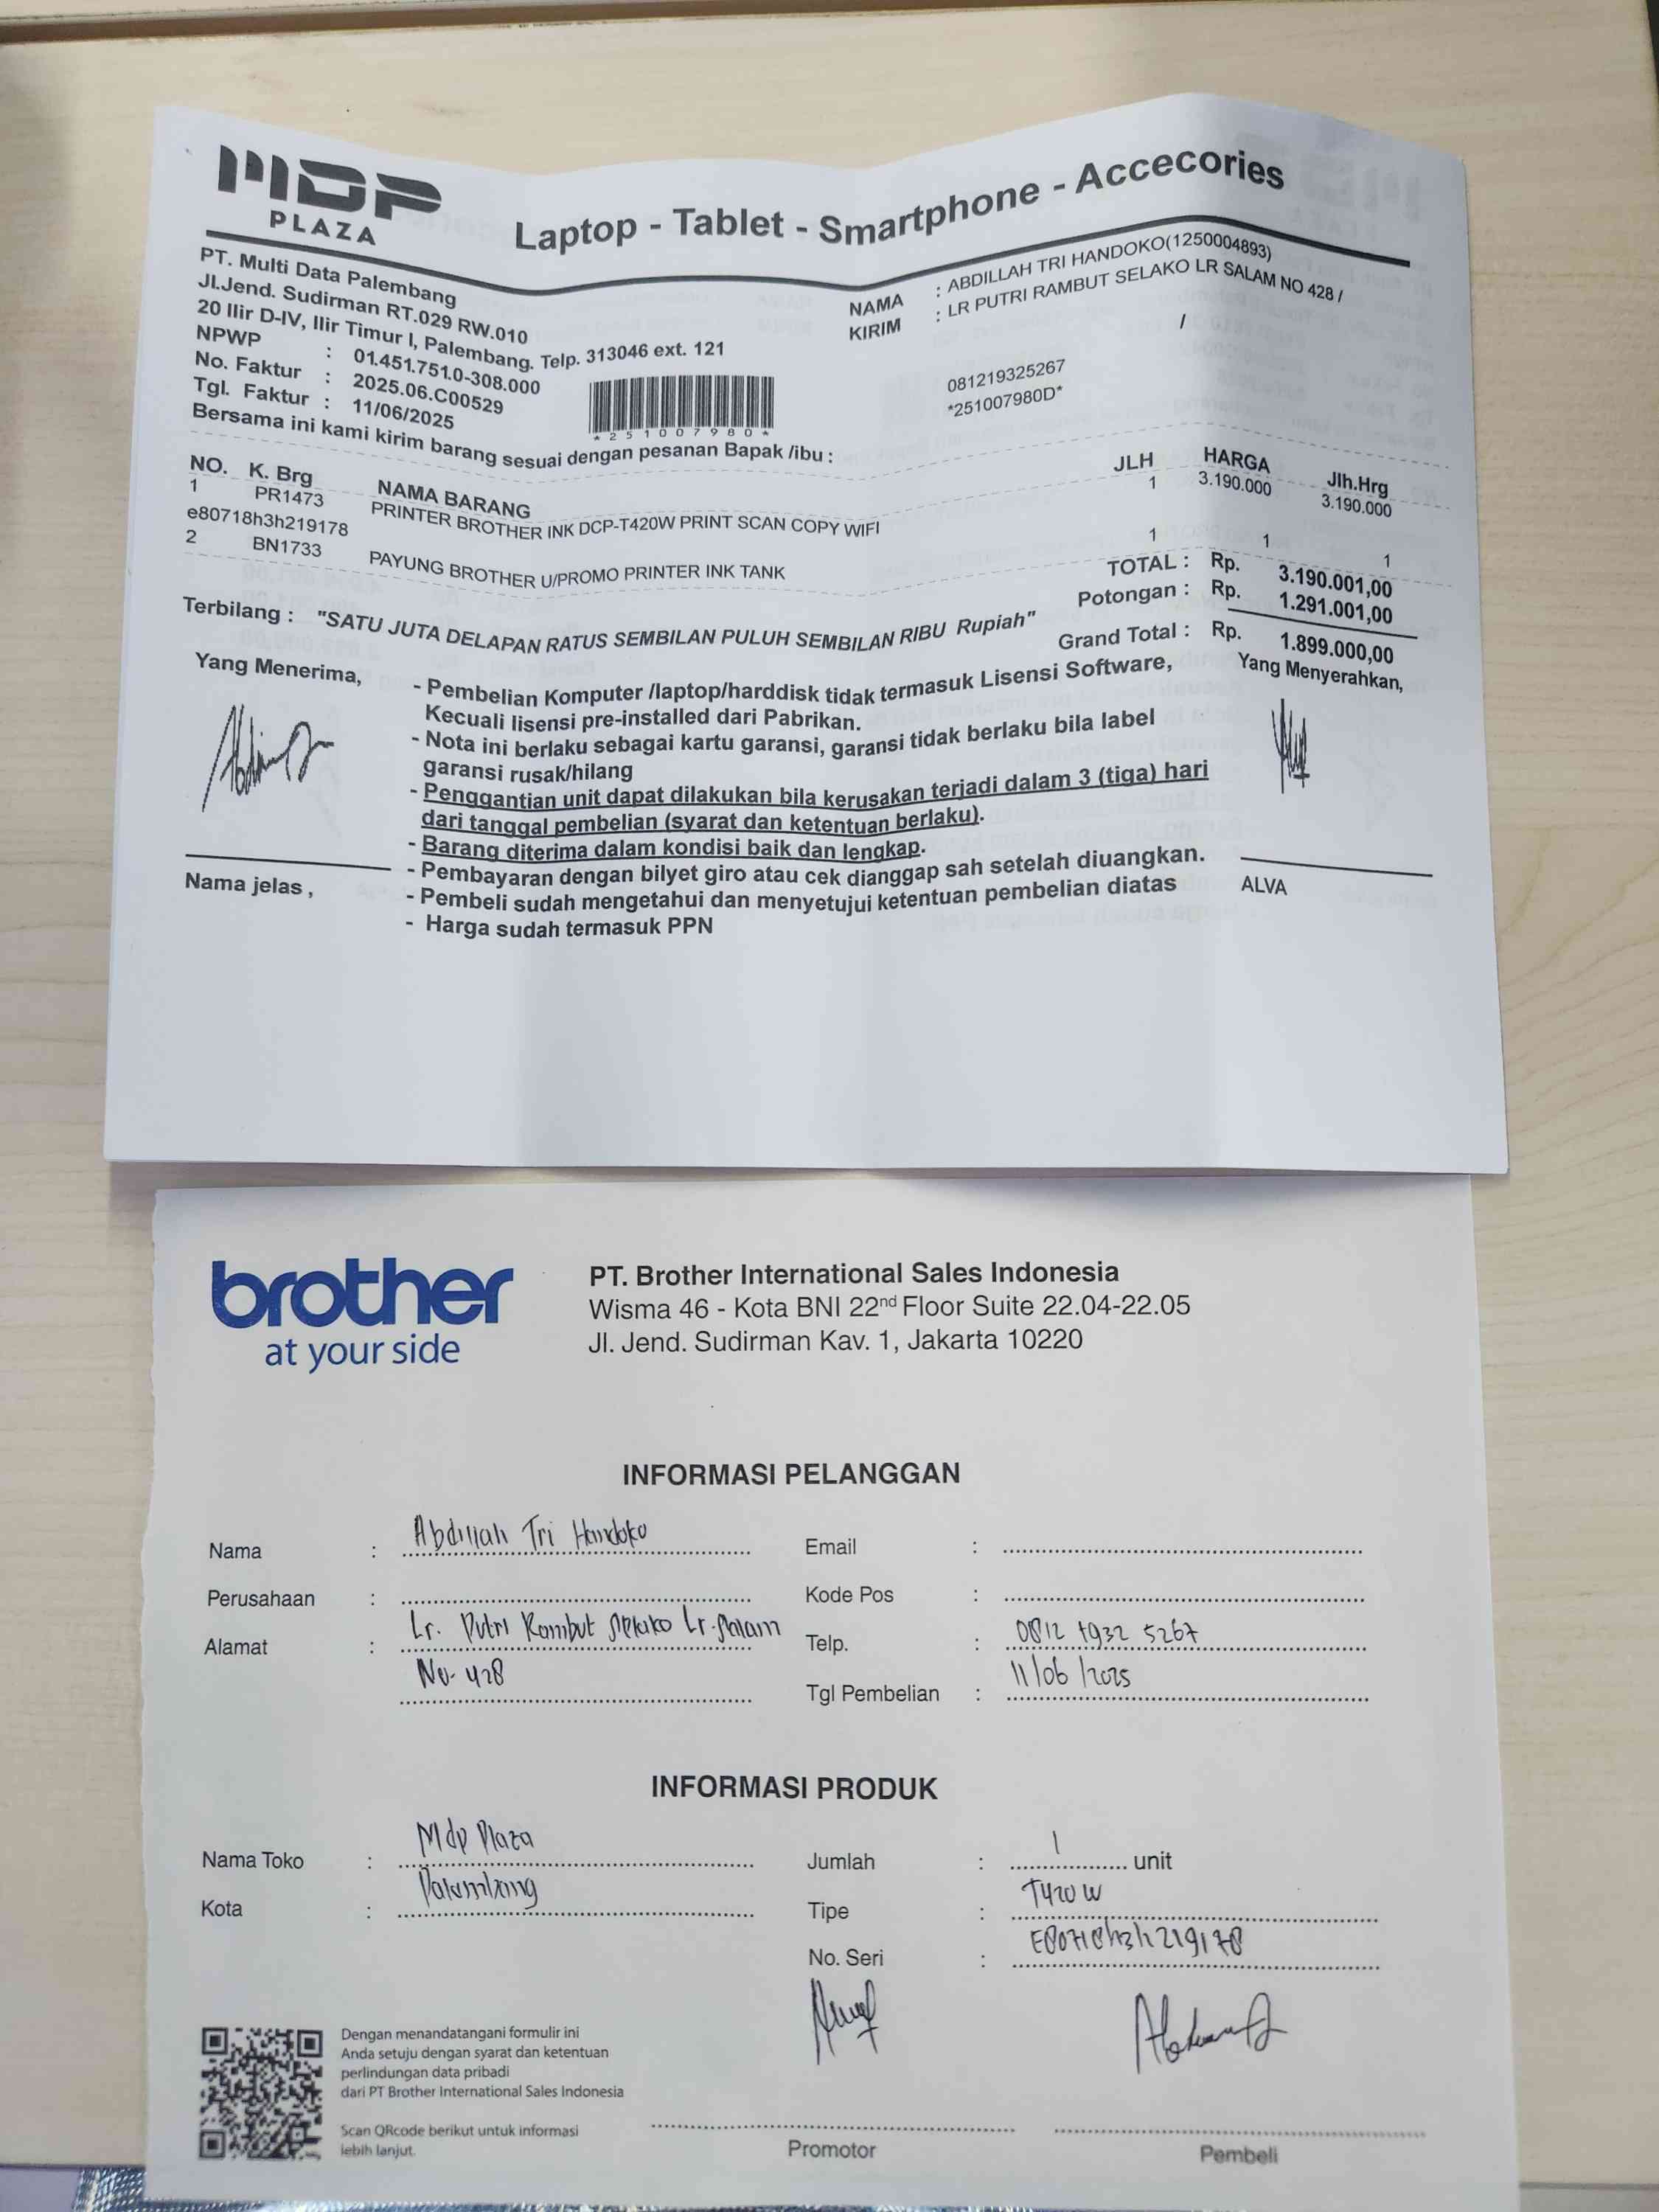 MDP
PLAZA
Laptop - Tablet - Smartphone - Accecories
PT. Multi Data Palembang
Jl.Jend. Sudirman RT.029 RW.010
20 Ilir D-IV, Ilir Timur I, Palembang. Telp. 313046 ext. 121
NPWP : 01.451.751.0-308.000
No. Faktur : 2025.06.C00529
Tgl. Faktur : 11/06/2025
*251007980*
NAMA : ABDILLAH TRI HANDOKO(1250004893)
KIRIM : LR PUTRI RAMBUT SELAKO LR SALAM NO 428 /
/
081219325267
*251007980D*
Bersama ini kami kirim barang sesuai dengan pesanan Bapak /ibu :
NO. K. Brg NAMA BARANG JLH HARGA Jlh.Hrg
1 PR1473 PRINTER BROTHER INK DCP-T420W PRINT SCAN COPY WIFI 1 3.190.000 3.190.000
e80718h3h219178
2 BN1733 PAYUNG BROTHER U/PROMO PRINTER INK TANK 1 1 1
TOTAL : Rp. 3.190.001,00
Potongan : Rp. 1.291.001,00
Terbilang : "SATU JUTA DELAPAN RATUS SEMBILAN PULUH SEMBILAN RIBU Rupiah"
Grand Total : Rp. 1.899.000,00
Yang Menerima,
- Pembelian Komputer /laptop/harddisk tidak termasuk Lisensi Software,
Kecuali lisensi pre-installed dari Pabrikan.
- Nota ini berlaku sebagai kartu garansi, garansi tidak berlaku bila label
garansi rusak/hilang
- Penggantian unit dapat dilakukan bila kerusakan terjadi dalam 3 (tiga) hari
dari tanggal pembelian (syarat dan ketentuan berlaku).
- Barang diterima dalam kondisi baik dan lengkap.
- Pembayaran dengan bilyet giro atau cek dianggap sah setelah diuangkan.
- Pembeli sudah mengetahui dan menyetujui ketentuan pembelian diatas
- Harga sudah termasuk PPN
Yang Menyerahkan,
Nama jelas ,
ALVA
brother
at your side
PT. Brother International Sales Indonesia
Wisma 46 - Kota BNI 22nd Floor Suite 22.04-22.05
Jl. Jend. Sudirman Kav. 1, Jakarta 10220
INFORMASI PELANGGAN
Nama : Abdillah Tri Handoko
Email :
Perusahaan :
Kode Pos :
Alamat : Lr. Putri Rambut Selako Lr. Salam
No. 428
Telp. : 0812 1932 5267
Tgl Pembelian : 11/06/2025
INFORMASI PRODUK
Nama Toko : Mdp Plaza
Jumlah : 1 unit
Kota : Palembang
Tipe : T420W
No. Seri : E80718h3h219178
Dengan menandatangani formulir ini
Anda setuju dengan syarat dan ketentuan
perlindungan data pribadi
dari PT Brother International Sales Indonesia
Scan QRcode berikut untuk informasi
lebih lanjut.
Promotor
Pembeli